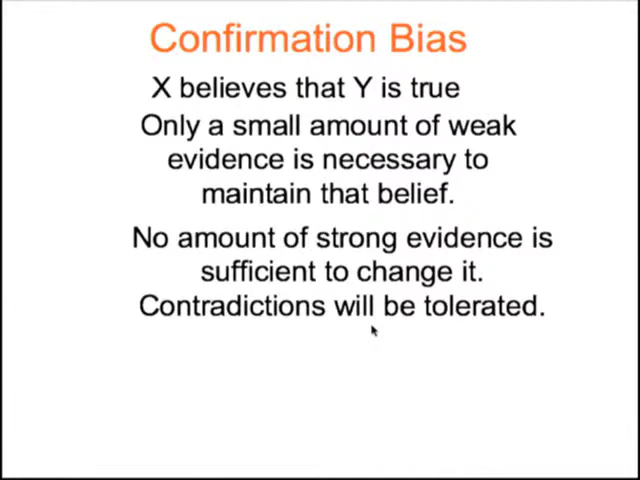 Confirmation Bias
X believes that Y is true
Only a small amount of weak
evidence is necessary to
maintain that belief.
No amount of strong evidence is
sufficient to change it.
Contradictions will be tolerated.